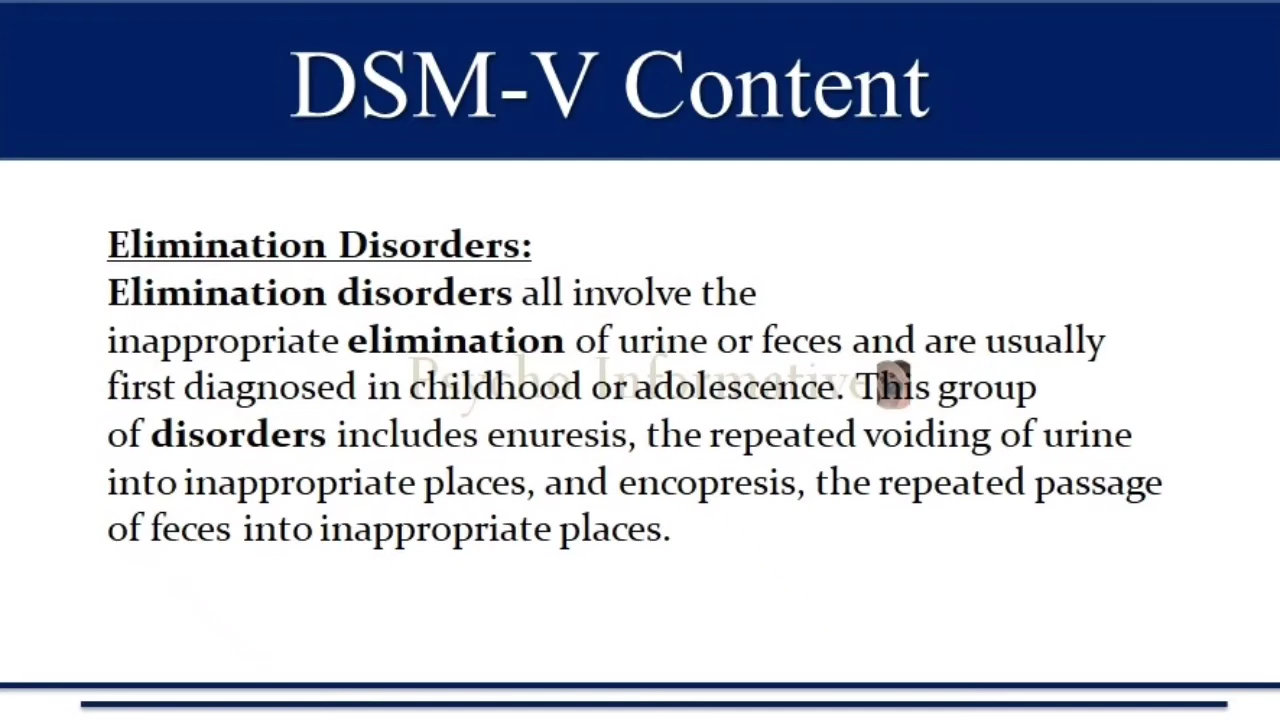 DSM-V Content
Elimination Disorders:
Elimination disorders all involve the
inappropriate elimination of urine or feces and are usually
first diagnosed in childhood or adolescence. This group
of disorders includes enuresis, the repeated voiding of urine
into inappropriate places, and encopresis, the repeated passage
of feces into inappropriate places.
Psycho Informative